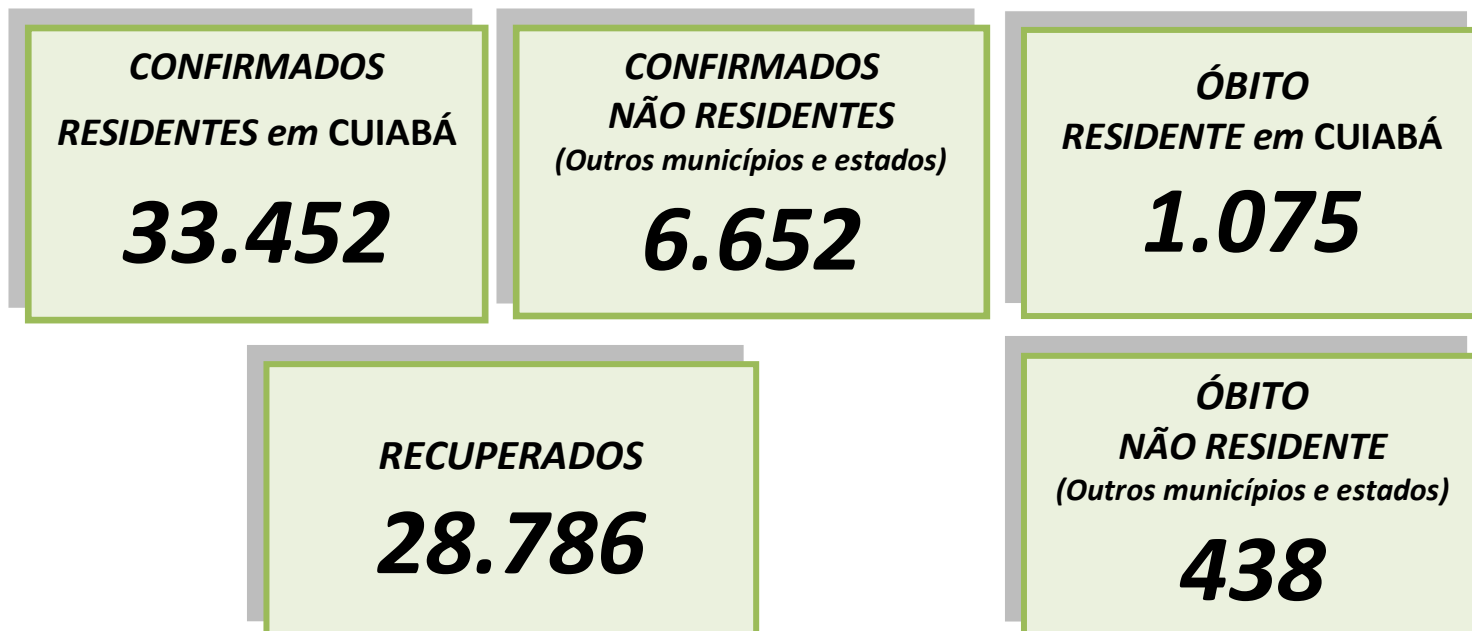 CONFIRMADOS
RESIDENTES em CUIABÁ
33.452
CONFIRMADOS
NÃO RESIDENTES
(Outros municípios e estados)
6.652
ÓBITO
RESIDENTE em CUIABÁ
1.075
RECUPERADOS
28.786
ÓBITO
NÃO RESIDENTE
(Outros municípios e estados)
438